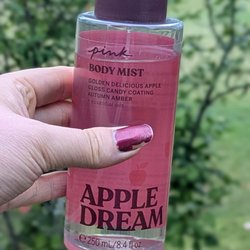 pink
BODY MIST
GOLDEN DELICIOUS APPLE
GLOSS CANDY COATING
AUTUMN AMBER
APPLE
DREAM
℮ 250 mL/8.4 fl oz